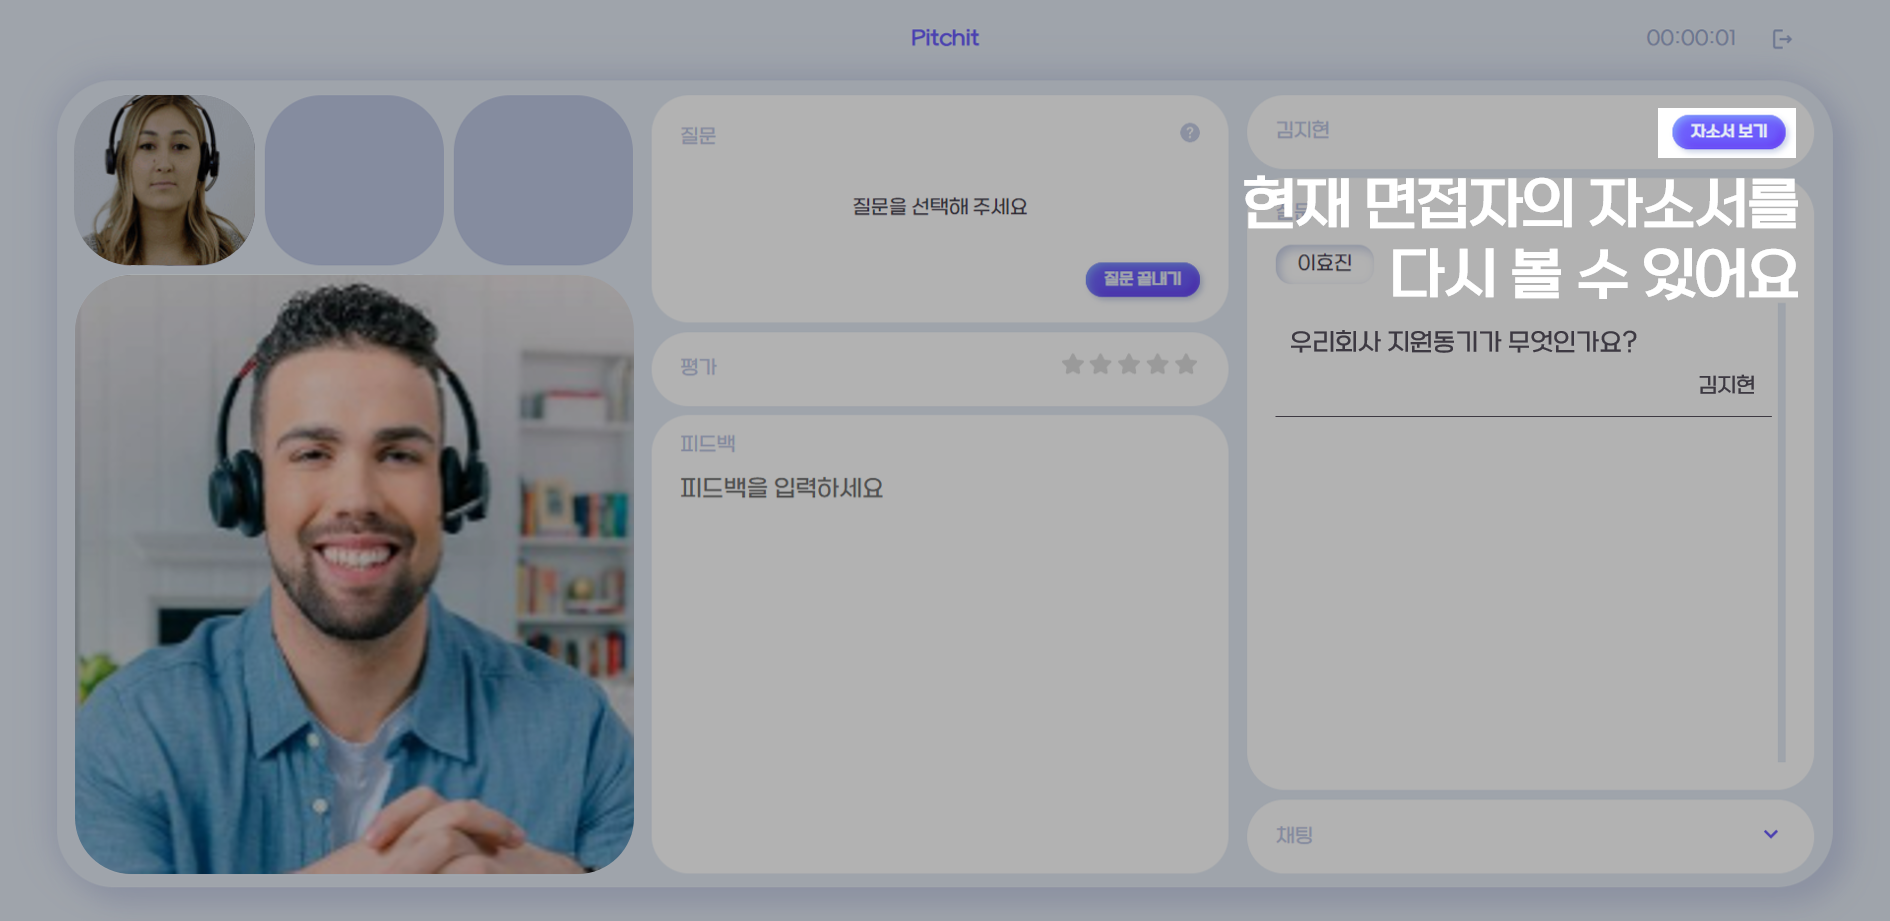 Pitchit
00:00:01
질문
질문을 선택해 주세요
질문 끝내기
평가
피드백
피드백을 입력하세요
김지현
자소서 보기
현재 면접자의 자소서를
다시 볼 수 있어요
이효진
우리회사 지원동기가 무엇인가요?
김지현
채팅